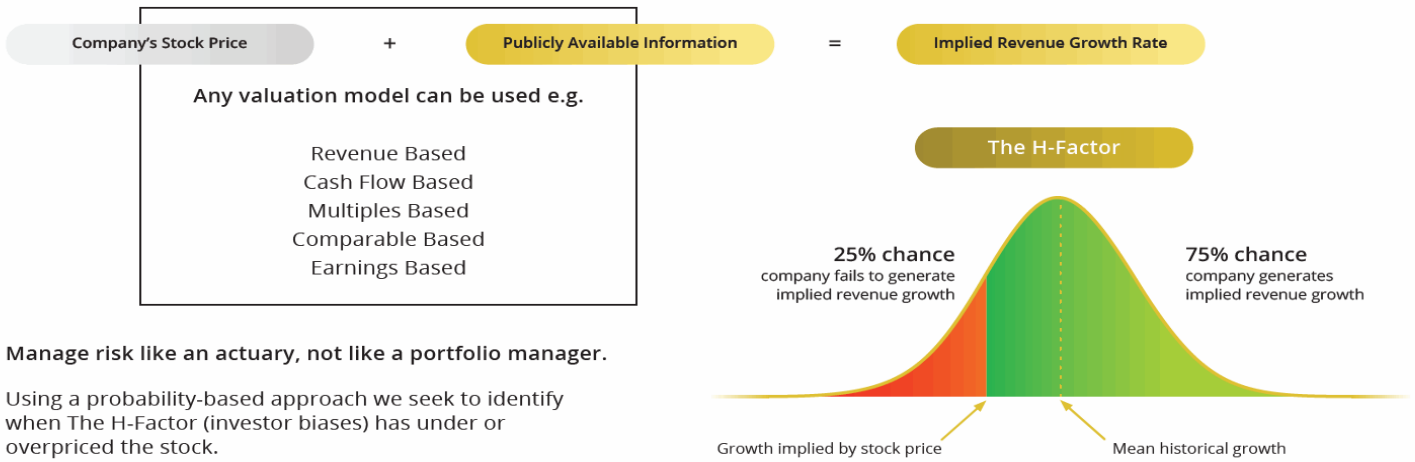 Company's Stock Price
+
Publicly Available Information
=
Implied Revenue Growth Rate
Any valuation model can be used e.g.
Revenue Based
Cash Flow Based
Multiples Based
Comparable Based
Earnings Based
Manage risk like an actuary, not like a portfolio manager.
Using a probability-based approach we seek to identify
when The H-Factor (investor biases) has under or
overpriced the stock.
The H-Factor
25% chance
company fails to generate
implied revenue growth
75% chance
company generates
implied revenue growth
Growth implied by stock price
Mean historical growth